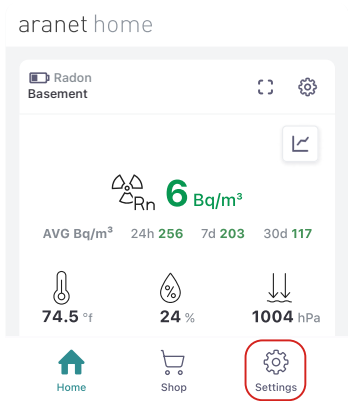 aranet home
Radon
Basement
Rn 6 Bq/m³
AVG Bq/m³ 24h 256 7d 203 30d 117
%
74.5 °f 24 % 1004 hPa
Home Shop Settings